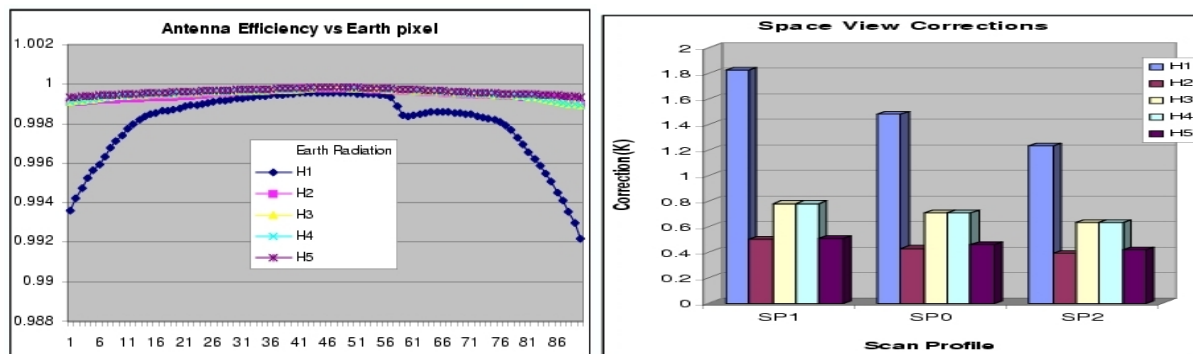 Antenna Efficiency vs Earth pixel
1.002
1
0.998
0.996
0.994
0.992
0.99
0.988
Earth Radiation
H1
H2
H3
H4
H5
1 6 11 16 21 26 31 36 41 46 51 56 61 66 71 76 81 86
Space View Corrections
Correction(K)
2
1.8
1.6
1.4
1.2
1
0.8
0.6
0.4
0.2
0
H1
H2
H3
H4
H5
SP1 SP0 SP2
Scan Profile